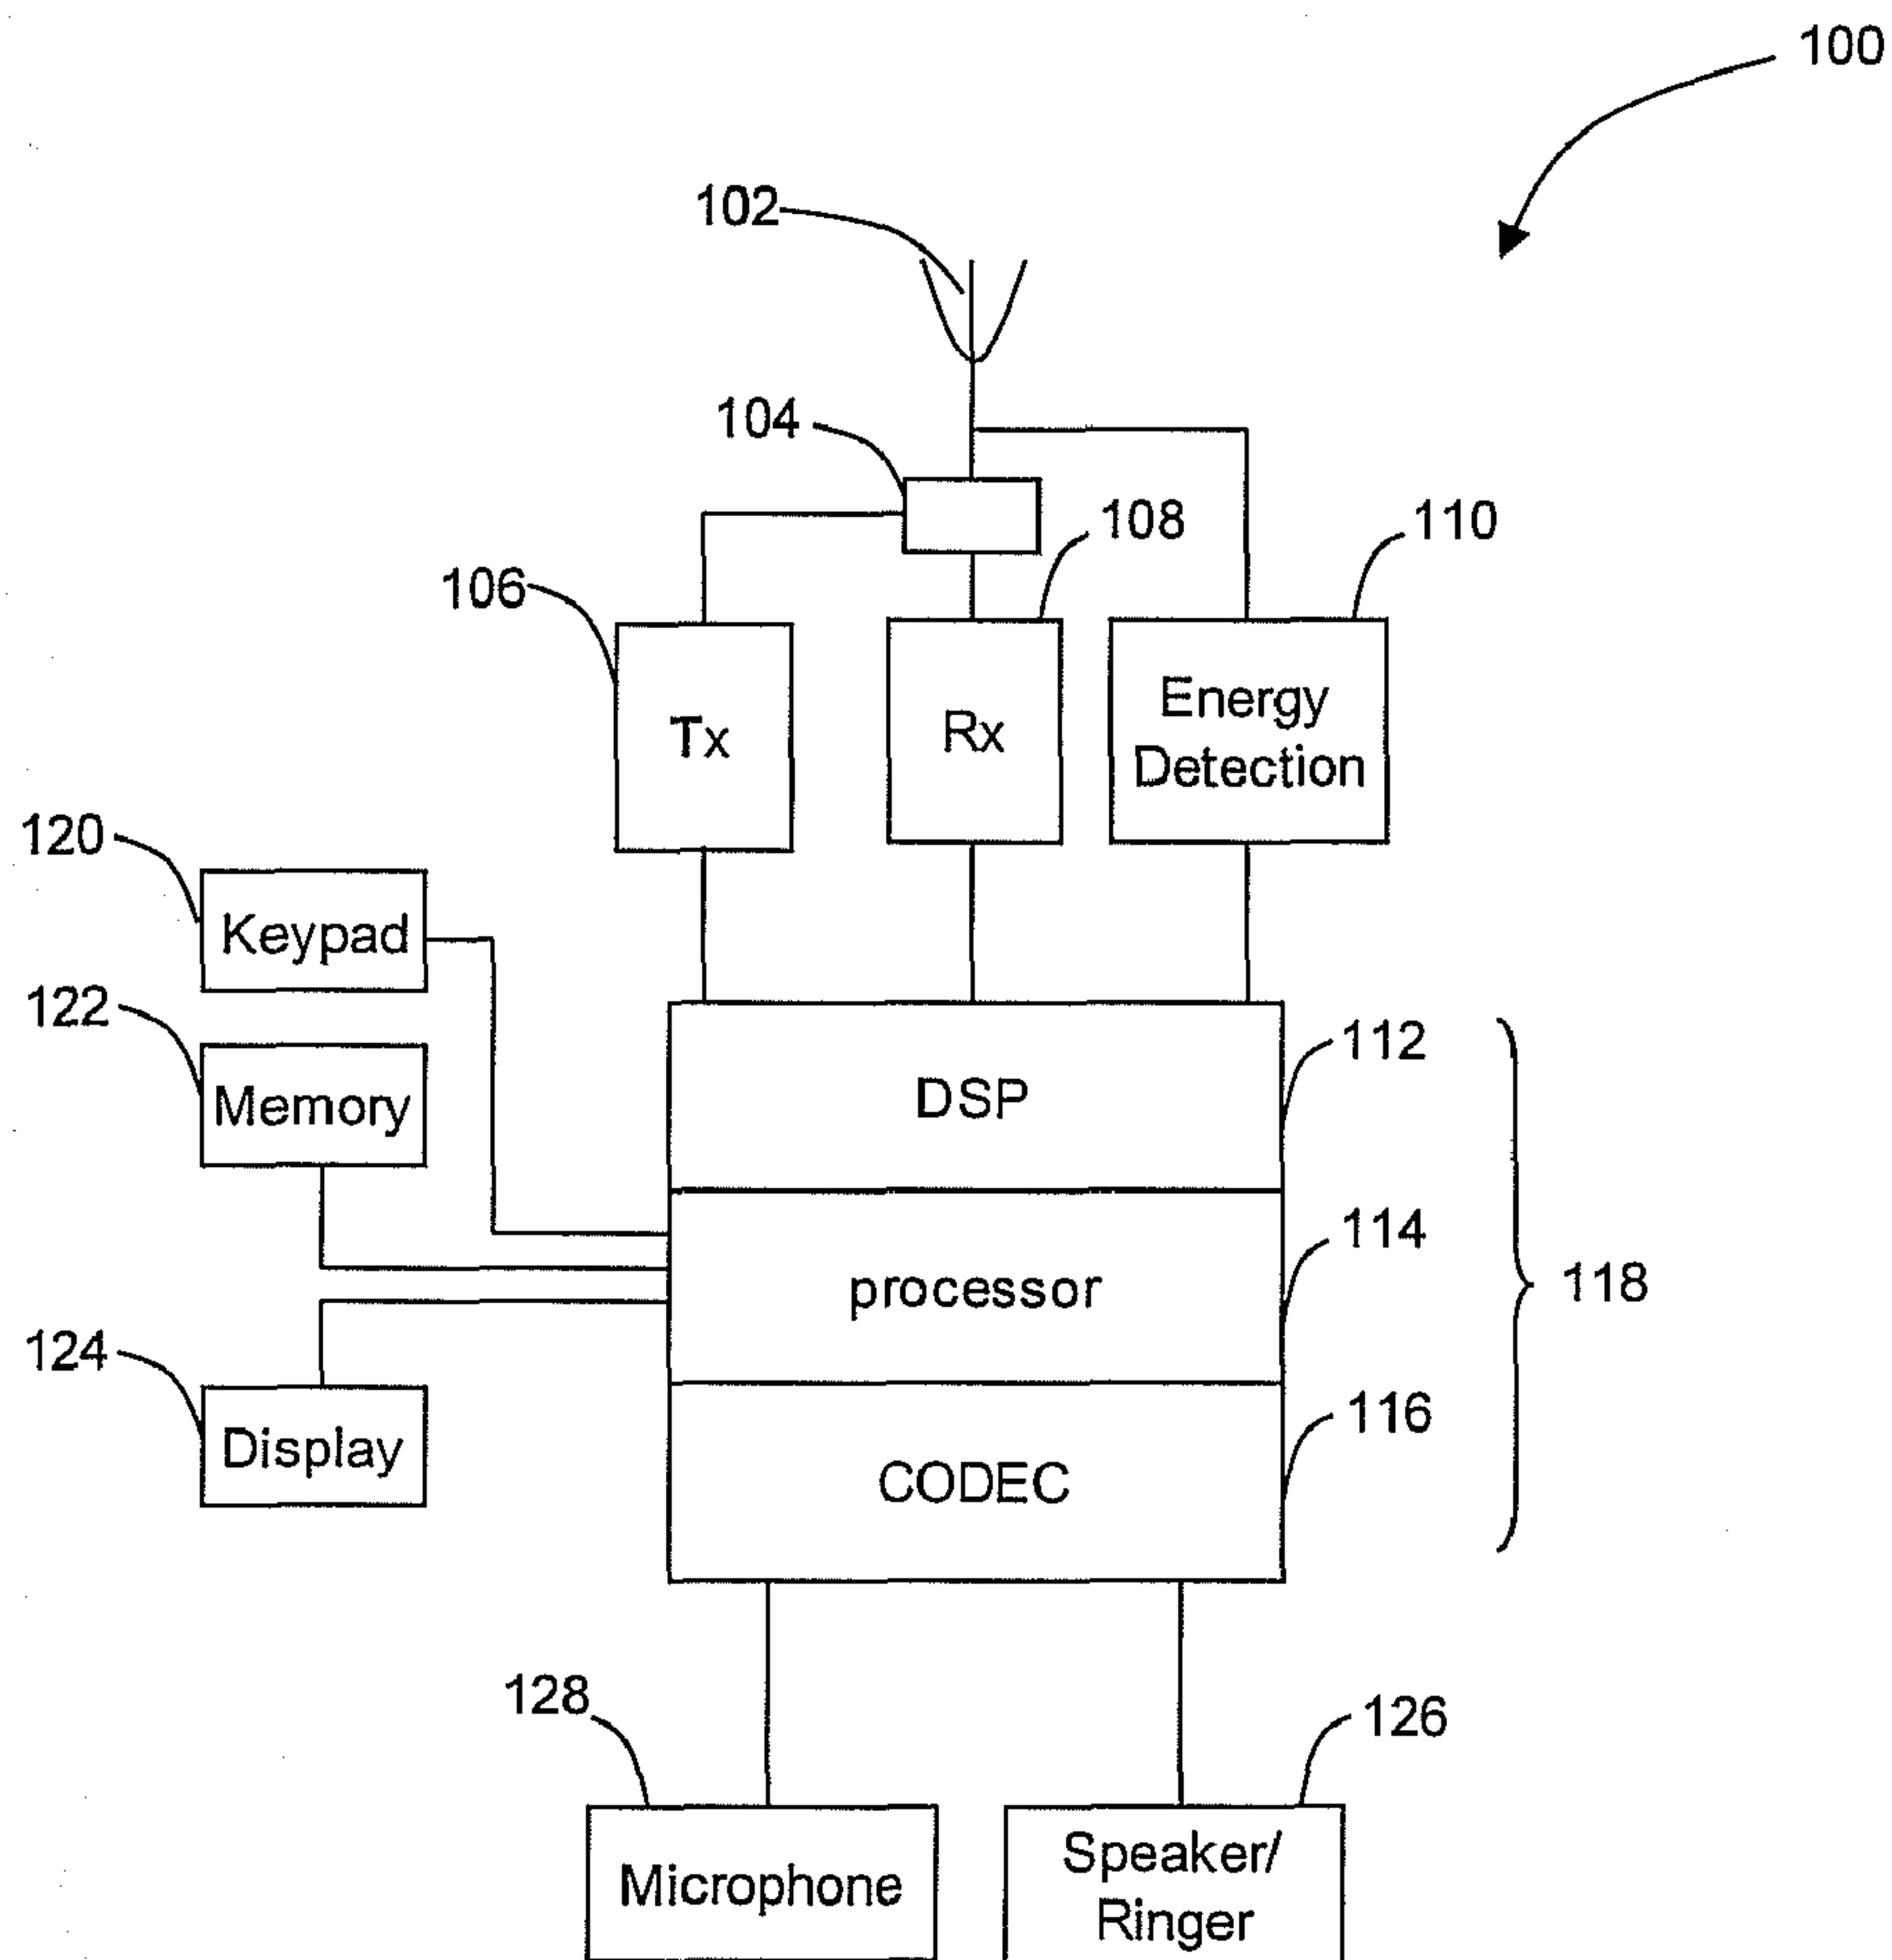 100
102
104
108
110
106
Tx
Rx
Energy
Detection
120
Keypad
122
Memory
112
DSP
114
processor
118
124
Display
116
CODEC
128
126
Microphone
Speaker/
Ringer